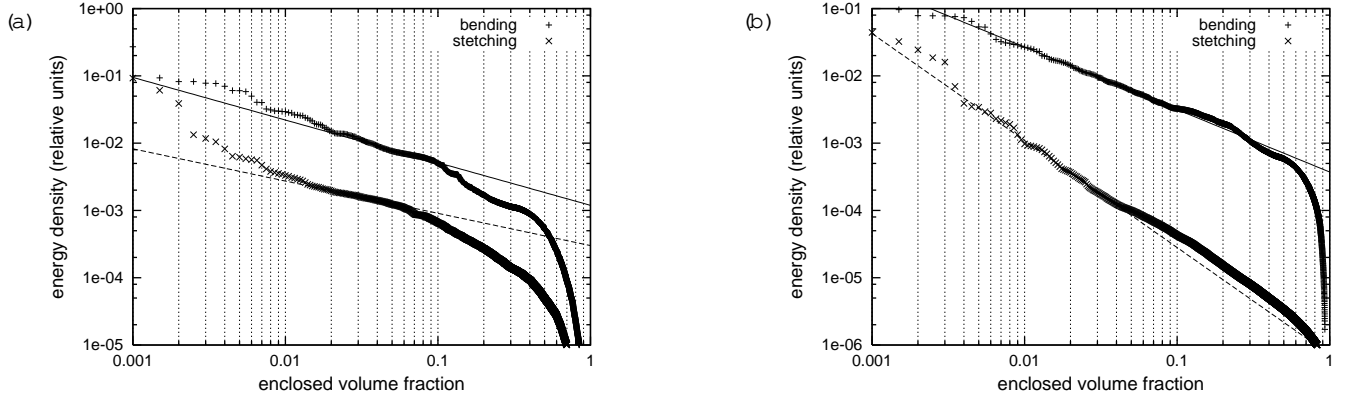 (a)
energy density (relative units)
1e+00
1e-01
1e-02
1e-03
1e-04
1e-05
0.001
0.01
0.1
1
enclosed volume fraction
bending
stetching
(b)
energy density (relative units)
1e-01
1e-02
1e-03
1e-04
1e-05
1e-06
0.001
0.01
0.1
1
enclosed volume fraction
bending
stetching